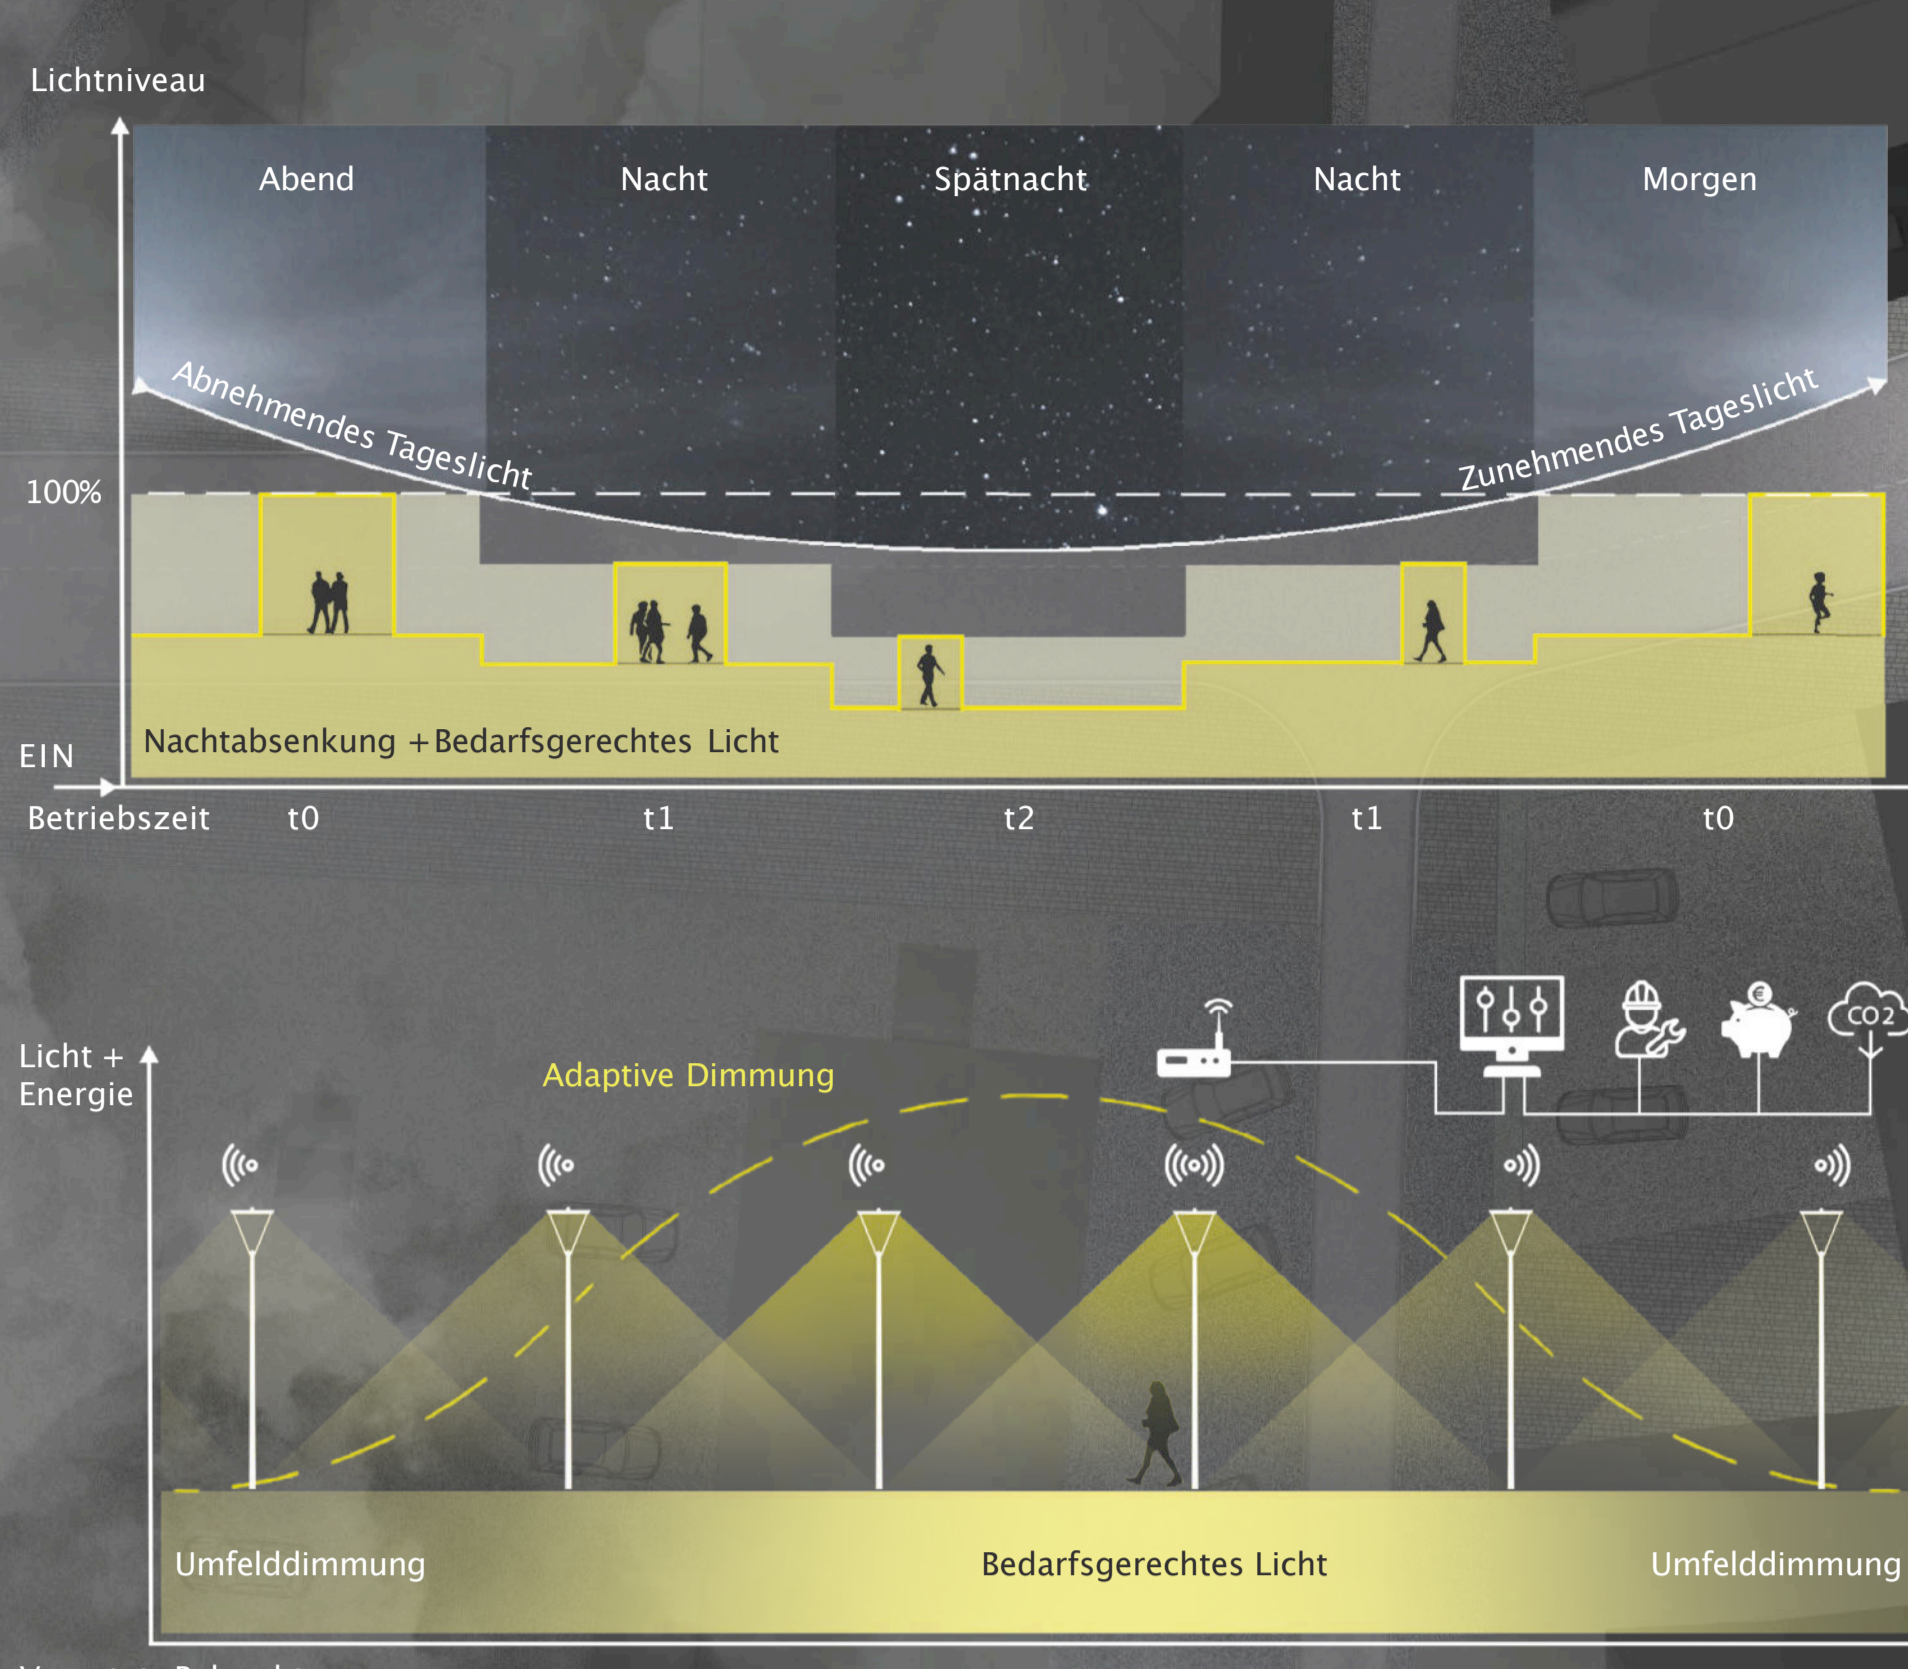 Lichtniveau
Abend
Nacht
Spätnacht
Nacht
Morgen
Abnehmendes Tageslicht
Zunehmendes Tageslicht
100%
Nachtabsenkung + Bedarfsgerechtes Licht
EIN
Betriebszeit
t0
t1
t2
t1
t0
Licht +
Energie
Adaptive Dimmung
€
CO2
Umfelddimmung
Bedarfsgerechtes Licht
Umfelddimmung